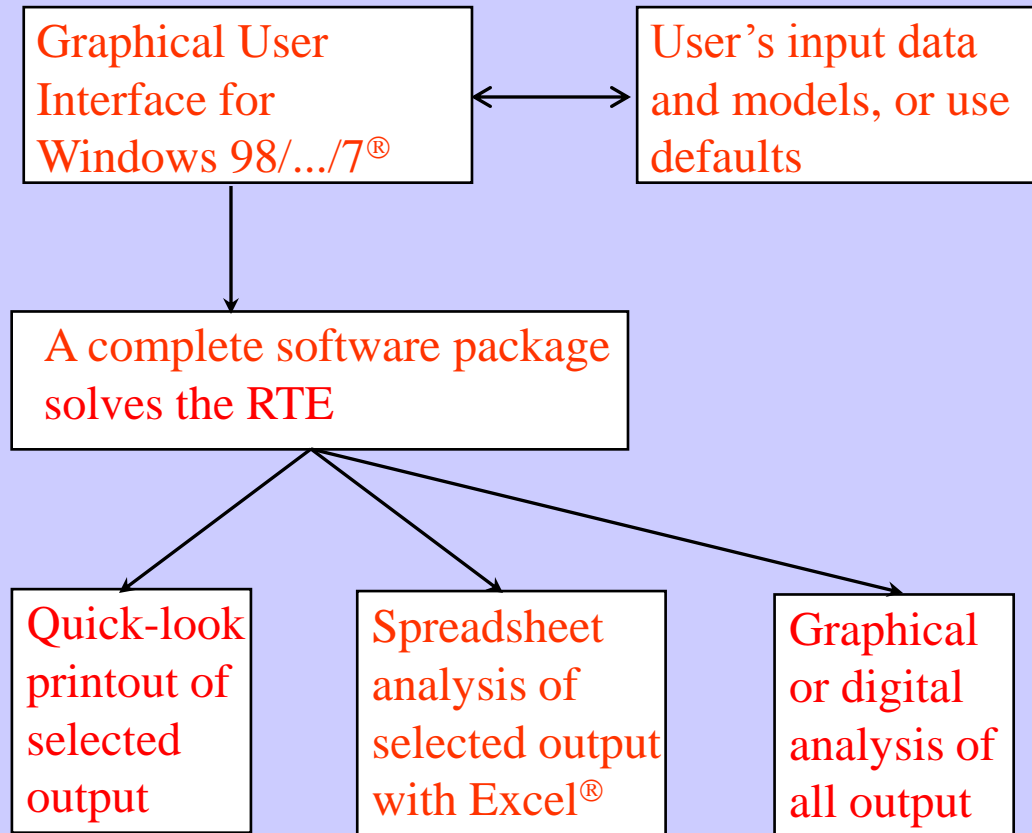 Graphical User
Interface for
Windows 98/.../7®
User’s input data
and models, or use
defaults
A complete software package
solves the RTE
Quick-look
printout of
selected
output
Spreadsheet
analysis of
selected output
with Excel®
Graphical
or digital
analysis of
all output